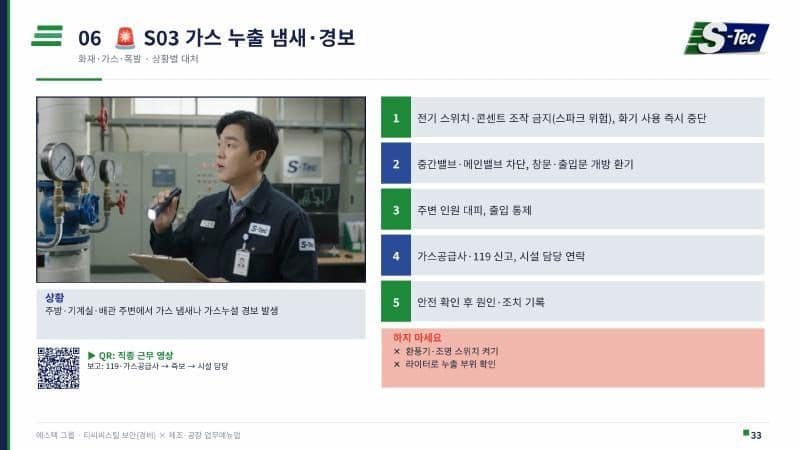 06 🚨 S03 가스 누출 냄새·경보
화재·가스·폭발 · 상황별 대처
S-Tec
S-Tec
S-Tec
S-Tec
1 전기 스위치·콘센트 조작 금지(스파크 위험), 화기 사용 즉시 중단
2 중간밸브·메인밸브 차단, 창문·출입문 개방 환기
3 주변 인원 대피, 출입 통제
4 가스공급사·119 신고, 시설 담당 연락
5 안전 확인 후 원인·조치 기록
상황
주방·기계실·배관 주변에서 가스 냄새나 가스누설 경보 발생
▶ QR: 직종 근무 영상
보고: 119·가스공급사 → 즉보 → 시설 담당
하지 마세요
× 환풍기·조명 스위치 켜기
× 라이터로 누출 부위 확인
에스텍 그룹 · 티씨씨스틸 보안(경비) × 제조·공장 업무매뉴얼
33